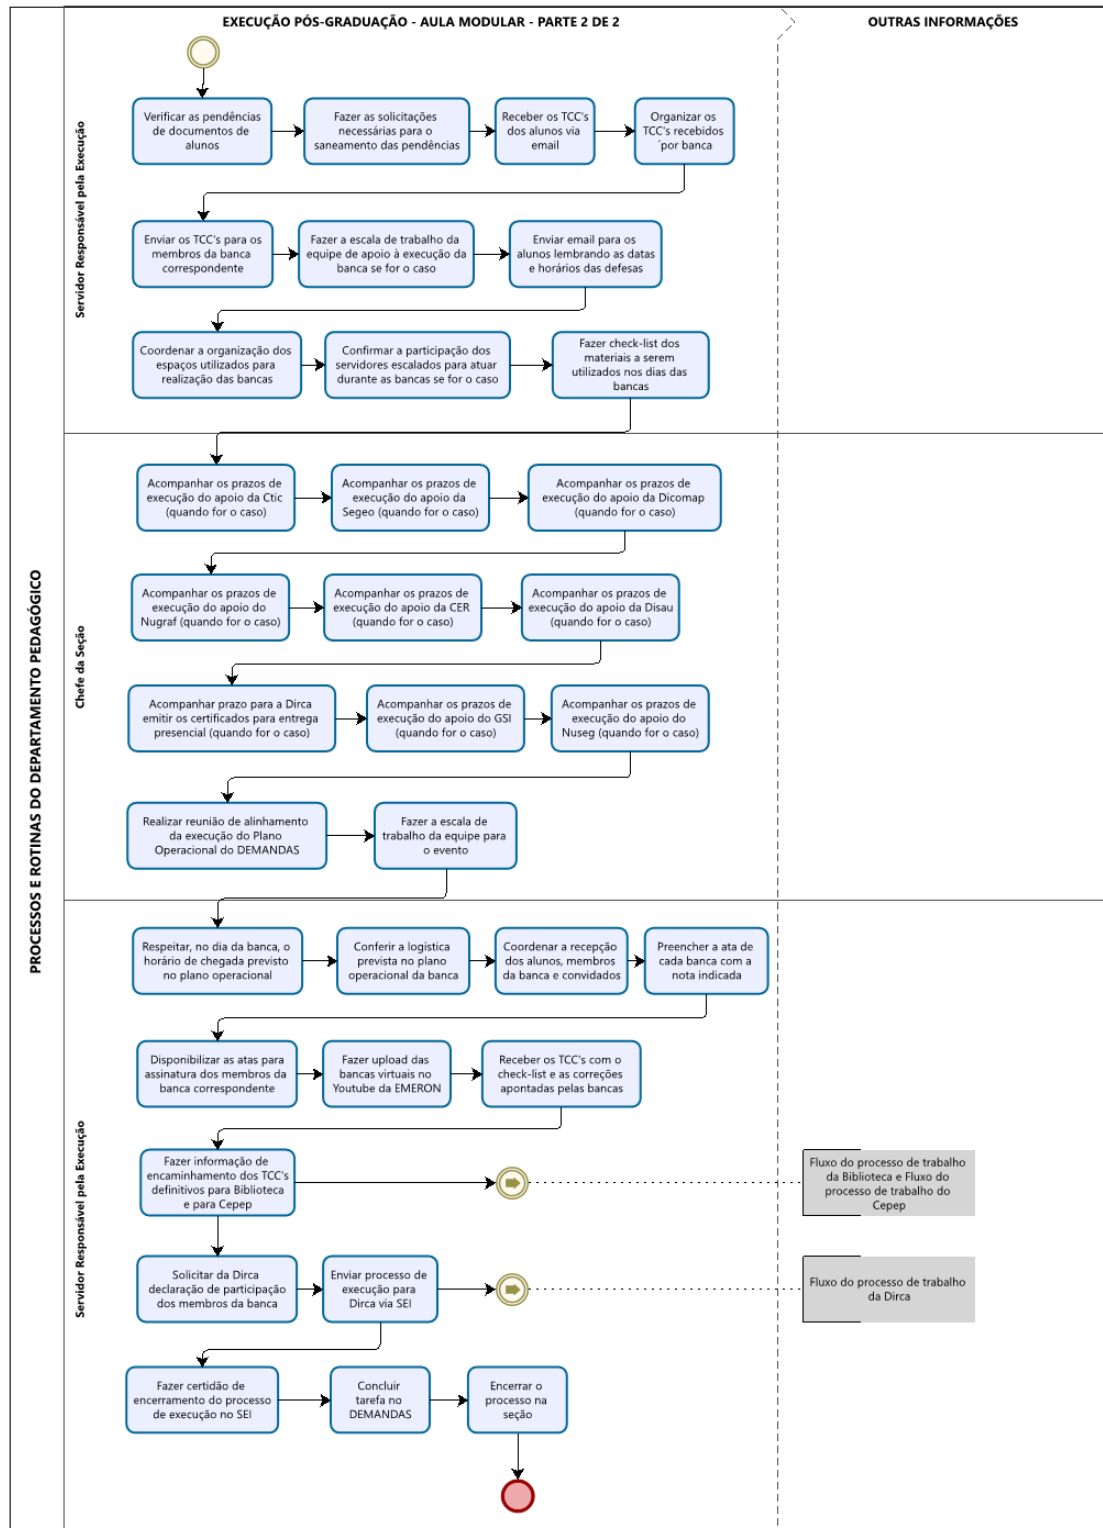 EXECUÇÃO PÓS-GRADUAÇÃO - AULA MODULAR - PARTE 2 DE 2
OUTRAS INFORMAÇÕES
PROCESSOS E ROTINAS DO DEPARTAMENTO PEDAGÓGICO
Servidor Responsável pela Execução
Verificar as pendências
de documentos de
alunos
Fazer as solicitações
necessárias para o
saneamento das pendências
Receber os TCC's
dos alunos via
email
Organizar os
TCC's recebidos
'por banca
Enviar os TCC's para os
membros da banca
correspondente
Fazer a escala de trabalho da
equipe de apoio à execução da
banca se for o caso
Enviar email para os
alunos lembrando as datas
e horários das defesas
Coordenar a organização dos
espaços utilizados para
realização das bancas
Confirmar a participação dos
servidores escalados para atuar
durante as bancas se for o caso
Fazer check-list dos
materiais a serem
utilizados nos dias das
bancas
Chefe da Seção
Acompanhar os prazos de
execução do apoio da Ctic
(quando for o caso)
Acompanhar os prazos de
execução do apoio da
Segeo (quando for o caso)
Acompanhar os prazos de
execução do apoio da Dicomap
(quando for o caso)
Acompanhar os prazos de
execução do apoio do
Nugraf (quando for o caso)
Acompanhar os prazos de
execução do apoio da CER
(quando for o caso)
Acompanhar os prazos de
execução do apoio da Disau
(quando for o caso)
Acompanhar prazo para a Dirca
emitir os certificados para entrega
presencial (quando for o caso)
Acompanhar os prazos de
execução do apoio do GSI
(quando for o caso)
Acompanhar os prazos de
execução do apoio do
Nuseg (quando for o caso)
Realizar reunião de alinhamento
da execução do Plano
Operacional do DEMANDAS
Fazer a escala de
trabalho da equipe para
o evento
Servidor Responsável pela Execução
Respeitar, no dia da banca, o
horário de chegada previsto
no plano operacional
Conferir a logística
prevista no plano
operacional da banca
Coordenar a recepção
dos alunos, membros
da banca e convidados
Preencher a ata de
cada banca com a
nota indicada
Disponibilizar as atas para
assinatura dos membros da
banca correspondente
Fazer upload das
bancas virtuais no
Youtube da EMERON
Receber os TCC's com o
check-list e as correções
apontadas pelas bancas
Fazer informação de
encaminhamento dos TCC's
definitivos para Biblioteca
e para Cepep
Fluxo do processo de trabalho
da Biblioteca e Fluxo do
processo de trabalho do
Cepep
Solicitar da Dirca
declaração de participação
dos membros da banca
Enviar processo de
execução para
Dirca via SEI
Fluxo do processo de trabalho
da Dirca
Fazer certidão de
encerramento do processo
de execução no SEI
Concluir
tarefa no
DEMANDAS
Encerrar o
processo na
seção